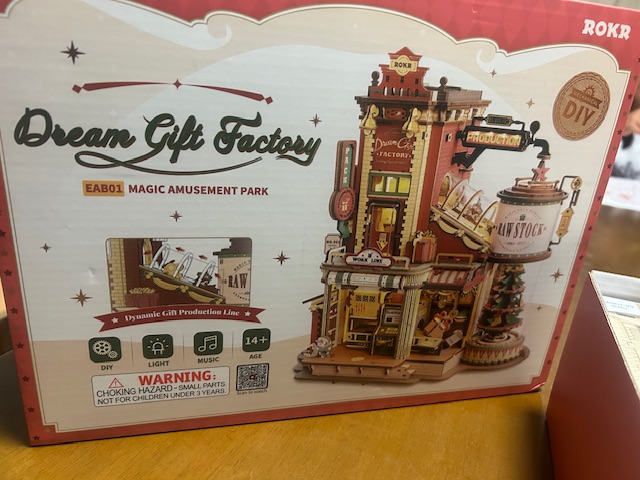 ROKR
DIY
Dream Gift Factory
EAB01 MAGIC AMUSEMENT PARK
ROKR
Dream Gift
FACTORY
PRODUCTION
RAW STOCK
WORK LINE
RAW
Dynamic Gift Production Line
DIY
LIGHT
MUSIC
14+
AGE
WARNING:
CHOKING HAZARD - SMALL PARTS.
NOT FOR CHILDREN UNDER 3 YEARS.